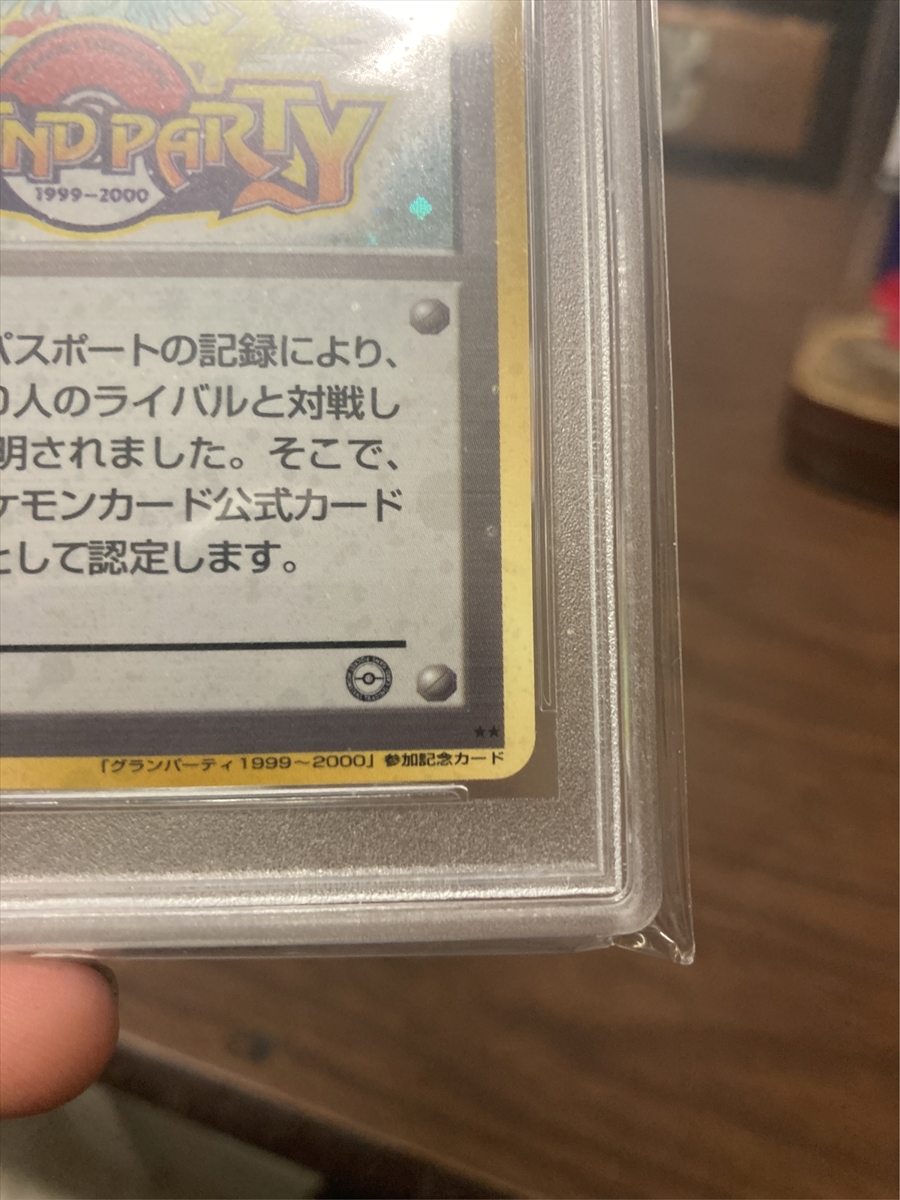 ND PARTY
1999–2000
パスポートの記録により、
0人のライバルと対戦し
明されました。そこで、
ケモンカード公式カード
として認定します。
★★
「グランパーティ1999〜2000」参加記念カード